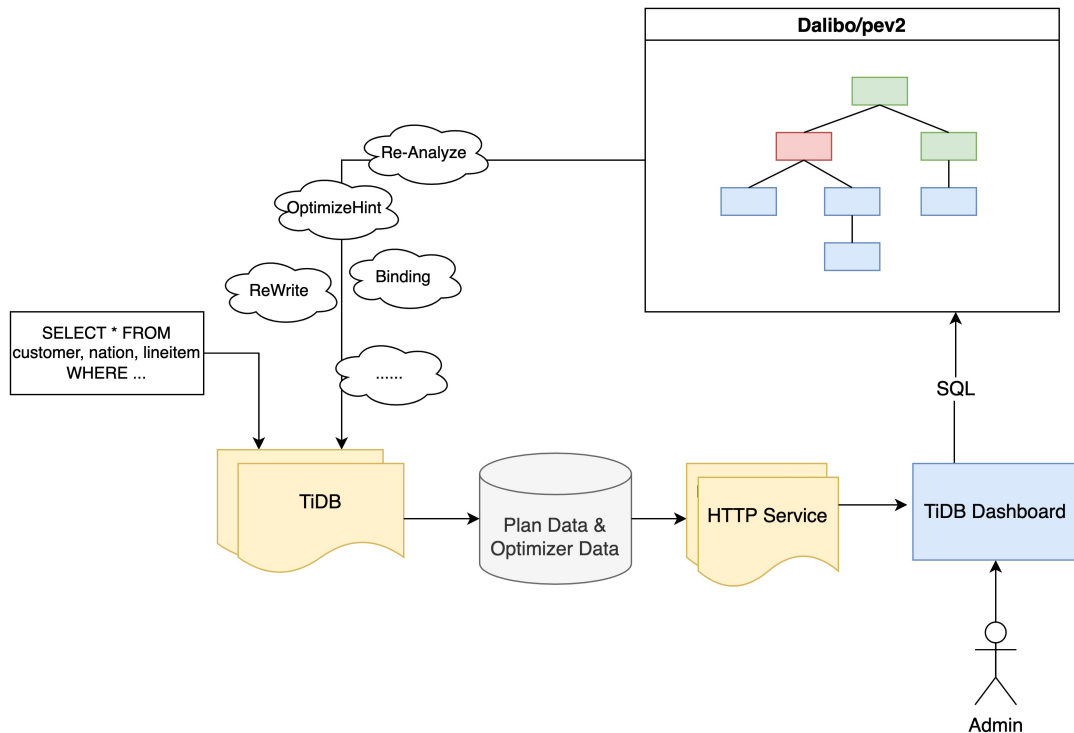 Dalibo/pev2
Re-Analyze
OptimizeHint
Binding
ReWrite
SELECT * FROM
customer, nation, lineitem
WHERE ...
......
SQL
TiDB
Plan Data &
Optimizer Data
HTTP Service
TiDB Dashboard
Admin